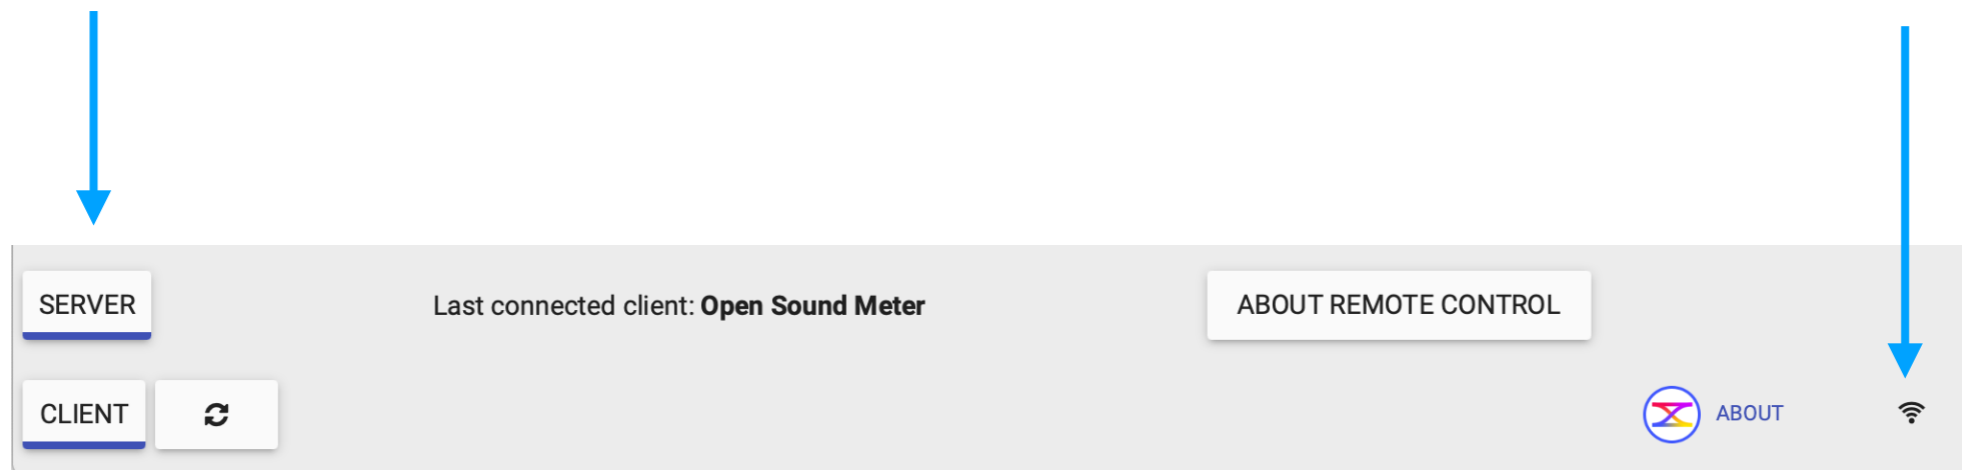 SERVER
Last connected client: Open Sound Meter
ABOUT REMOTE CONTROL
CLIENT
ABOUT